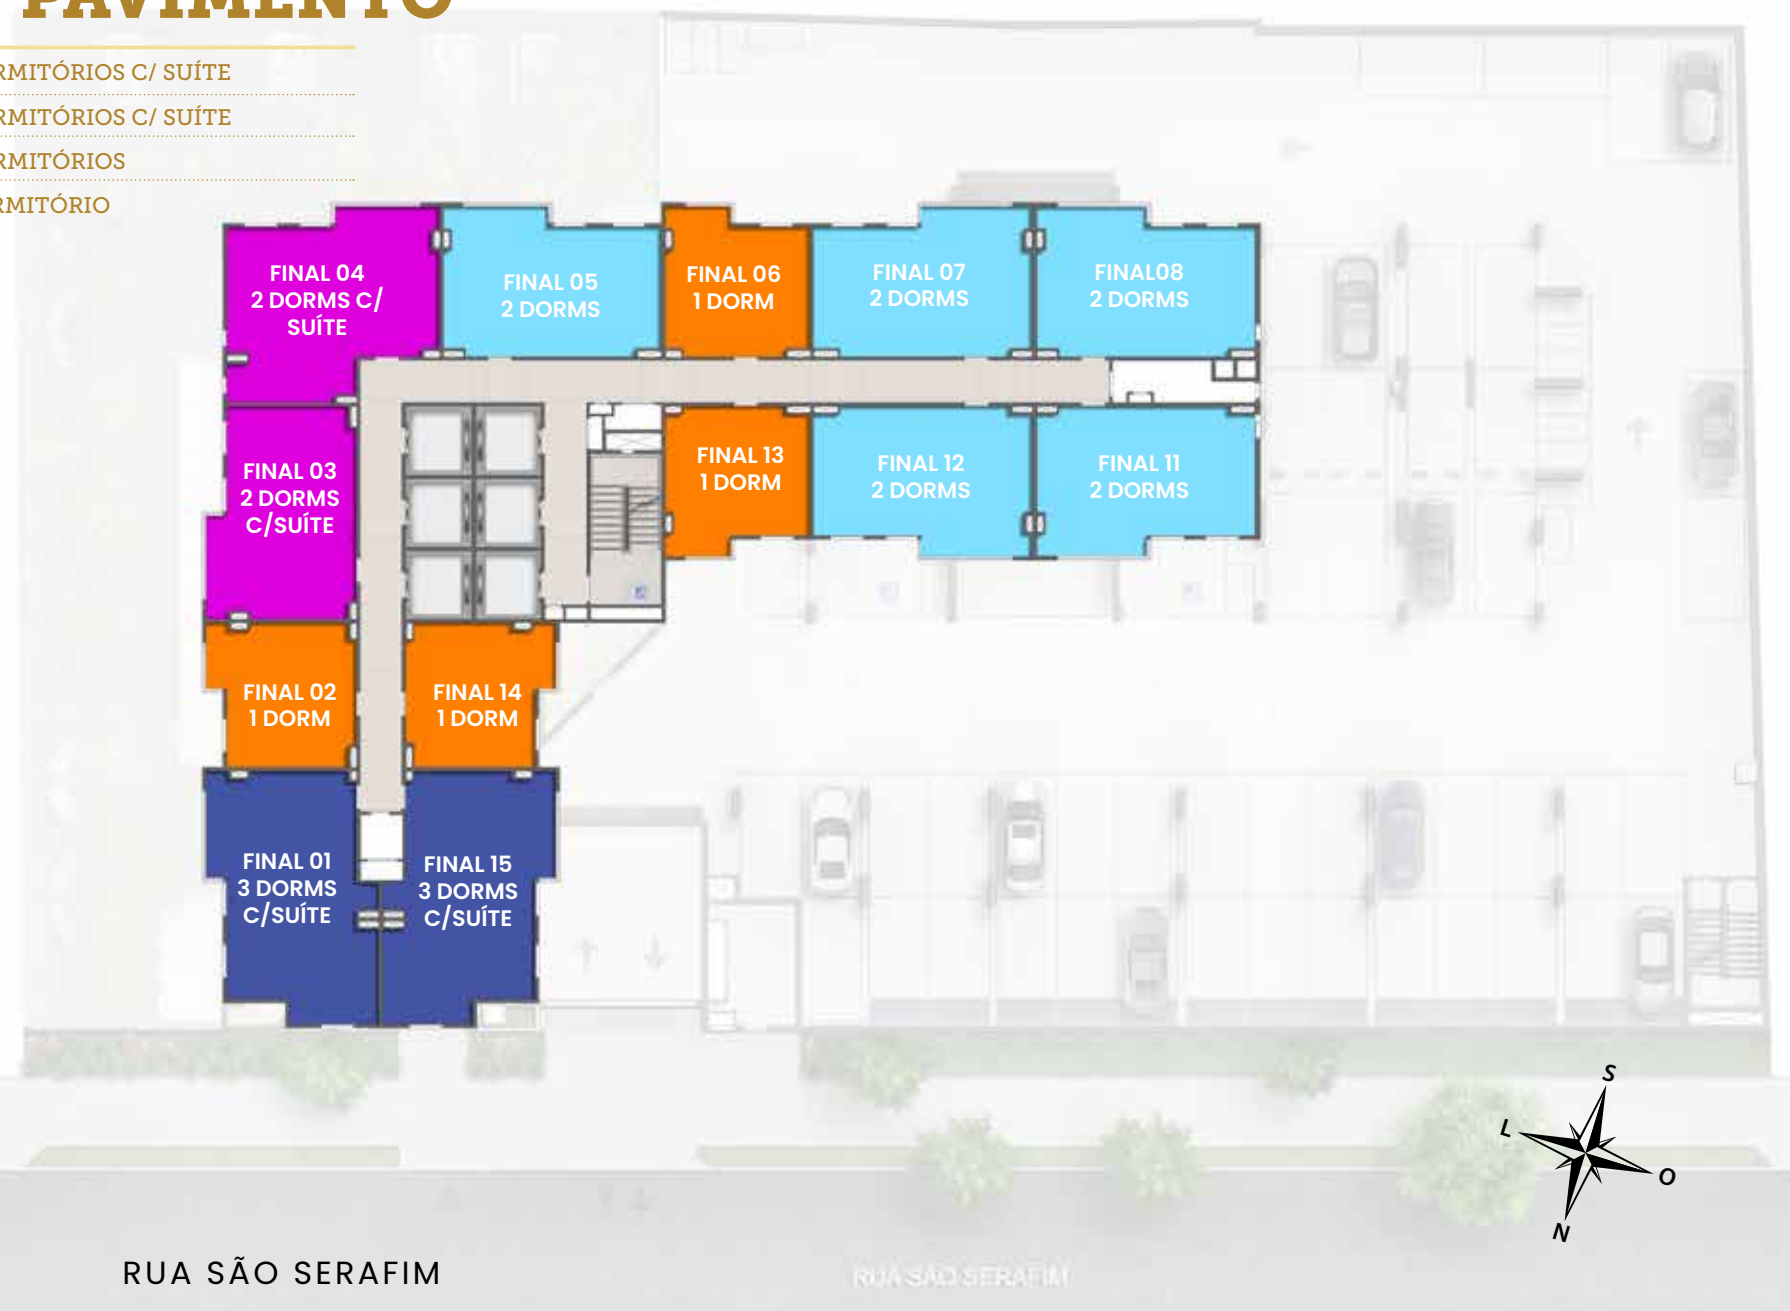 PAVIMENTO
RMITÓRIOS C/ SUÍTE
RMITÓRIOS C/ SUÍTE
RMITÓRIOS
RMITÓRIO
FINAL 04
2 DORMS C/
SUÍTE
FINAL 05
2 DORMS
FINAL 06
1 DORM
FINAL 07
2 DORMS
FINAL08
2 DORMS
FINAL 03
2 DORMS
C/SUÍTE
FINAL 13
1 DORM
FINAL 12
2 DORMS
FINAL 11
2 DORMS
FINAL 02
1 DORM
FINAL 14
1 DORM
FINAL 01
3 DORMS
C/SUÍTE
FINAL 15
3 DORMS
C/SUÍTE
S
L
O
N
RUA SÃO SERAFIM
RUA SÃO SERAFIM